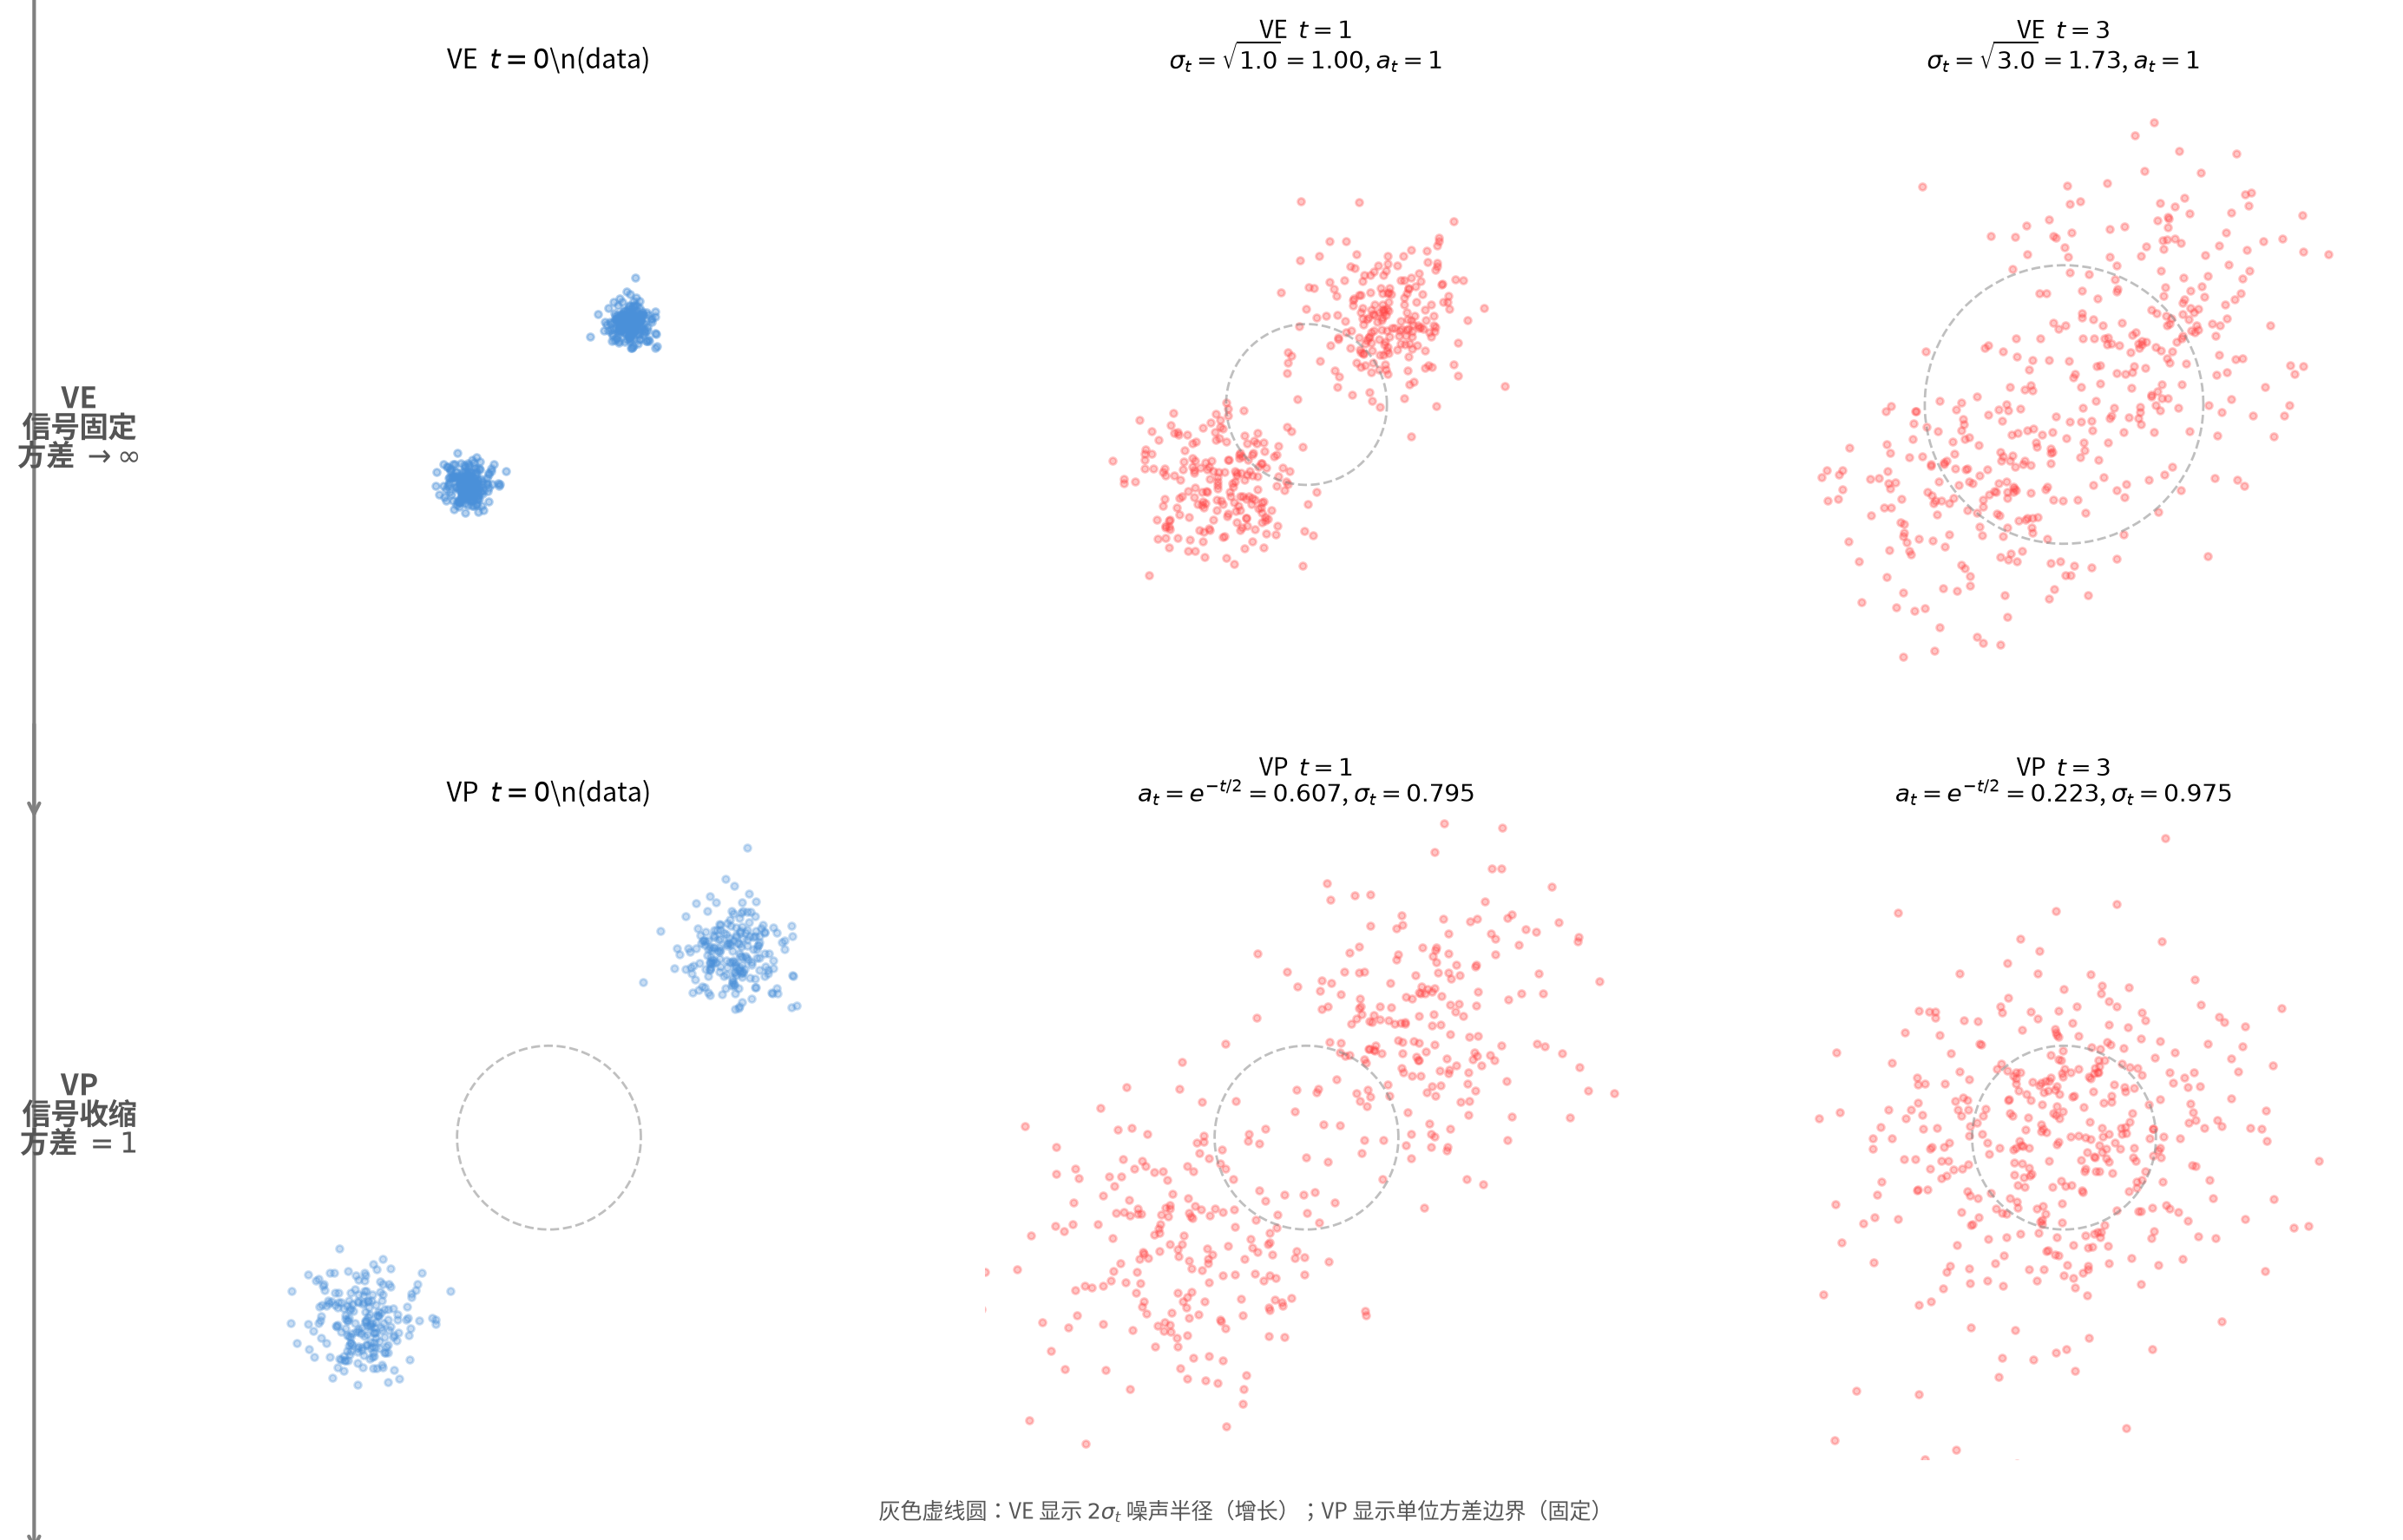 VE t = 0\n(data)
VE t = 1
σ_t = √1.0 = 1.00, a_t = 1
VE t = 3
σ_t = √3.0 = 1.73, a_t = 1
VE
信号固定
方差 → ∞
VP t = 0\n(data)
VP t = 1
a_t = e^{−t/2} = 0.607, σ_t = 0.795
VP t = 3
a_t = e^{−t/2} = 0.223, σ_t = 0.975
VP
信号收缩
方差 = 1
灰色虚线圆：VE 显示 2σ_t 噪声半径（增长）；VP 显示单位方差边界（固定）